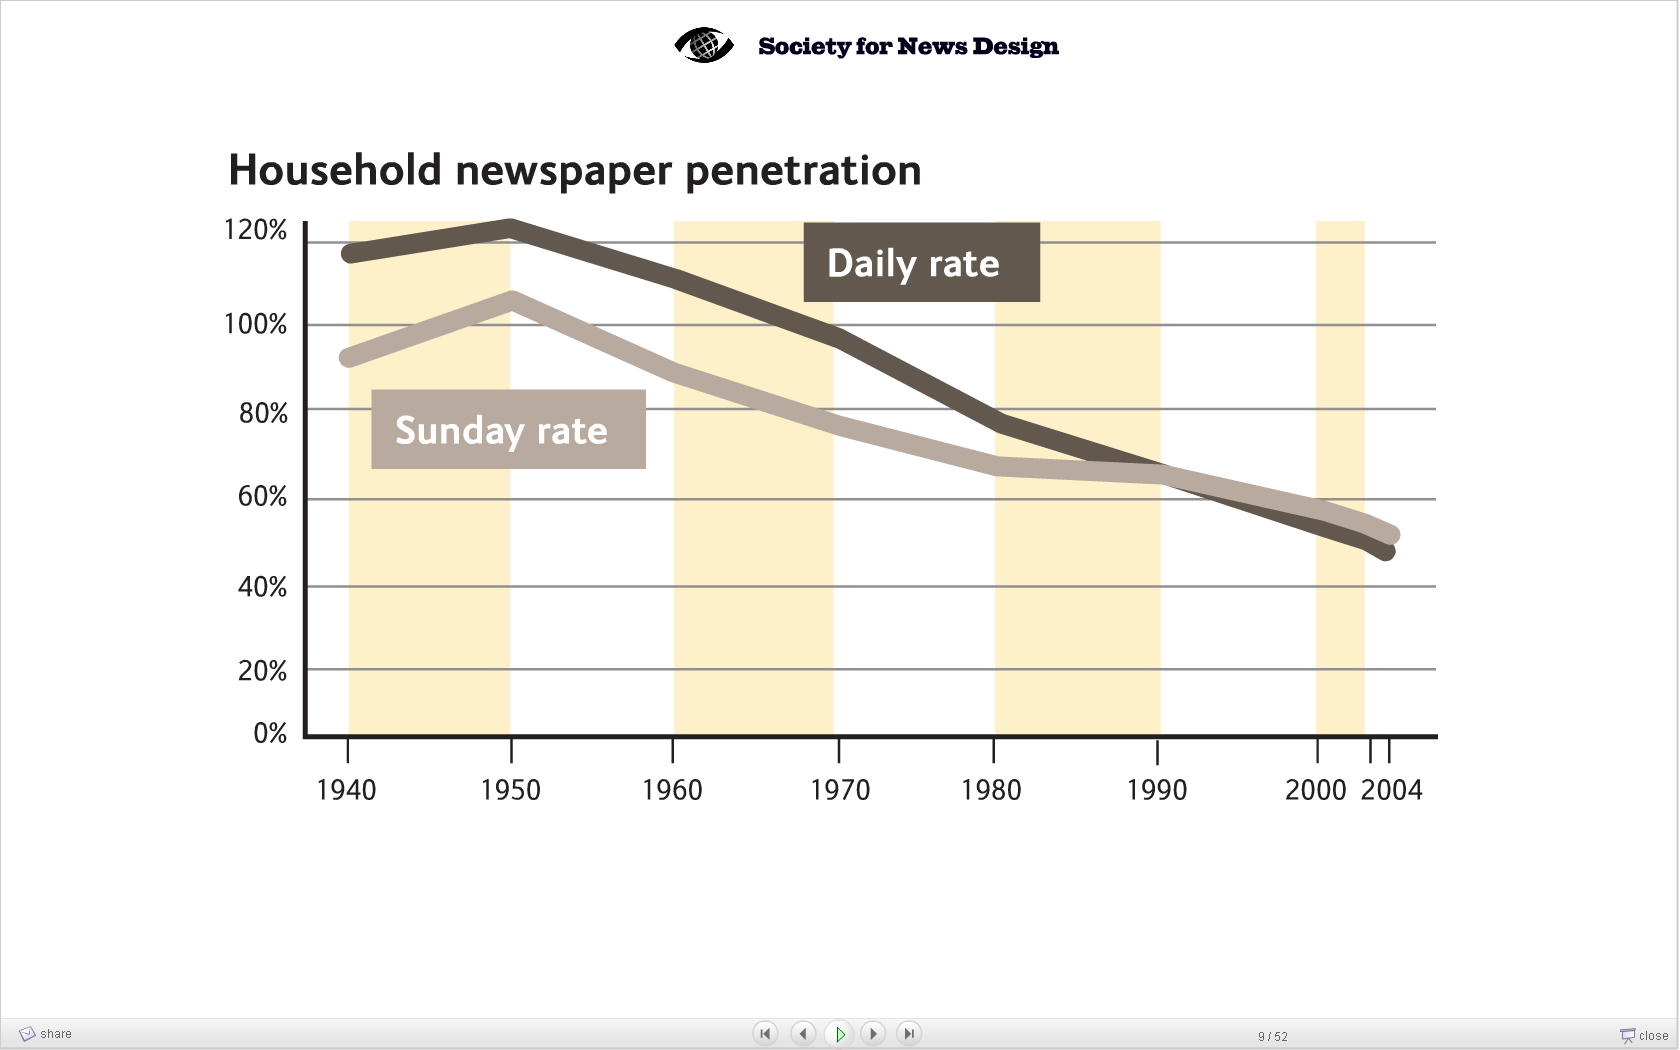 Society for News Design
Household newspaper penetration
120%
Daily rate
100%
80%
Sunday rate
60%
40%
20%
0%
1940 1950 1960 1970 1980 1990 2000 2004
share
9 / 52
close